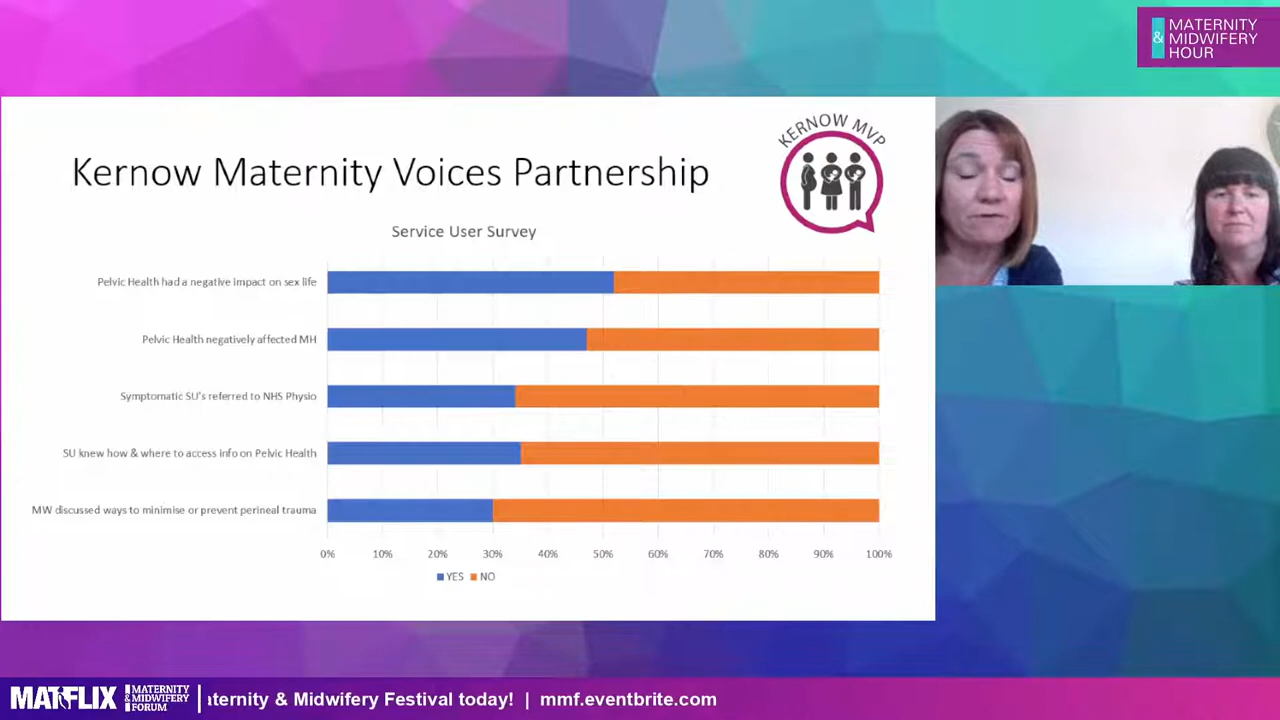 MATERNITY
& MIDWIFERY
HOUR
KERNOW MVP
Kernow Maternity Voices Partnership
Service User Survey
Pelvic Health had a negative impact on sex life
Pelvic Health negatively affected MH
Symptomatic SU's referred to NHS Physio
SU knew how & where to access info on Pelvic Health
MW discussed ways to minimise or prevent perineal trauma
0% 10% 20% 30% 40% 50% 60% 70% 80% 90% 100%
YES NO
MATFLIX
MATERNITY
& MIDWIFERY
FORUM
aternity & Midwifery Festival today! | mmf.eventbrite.com